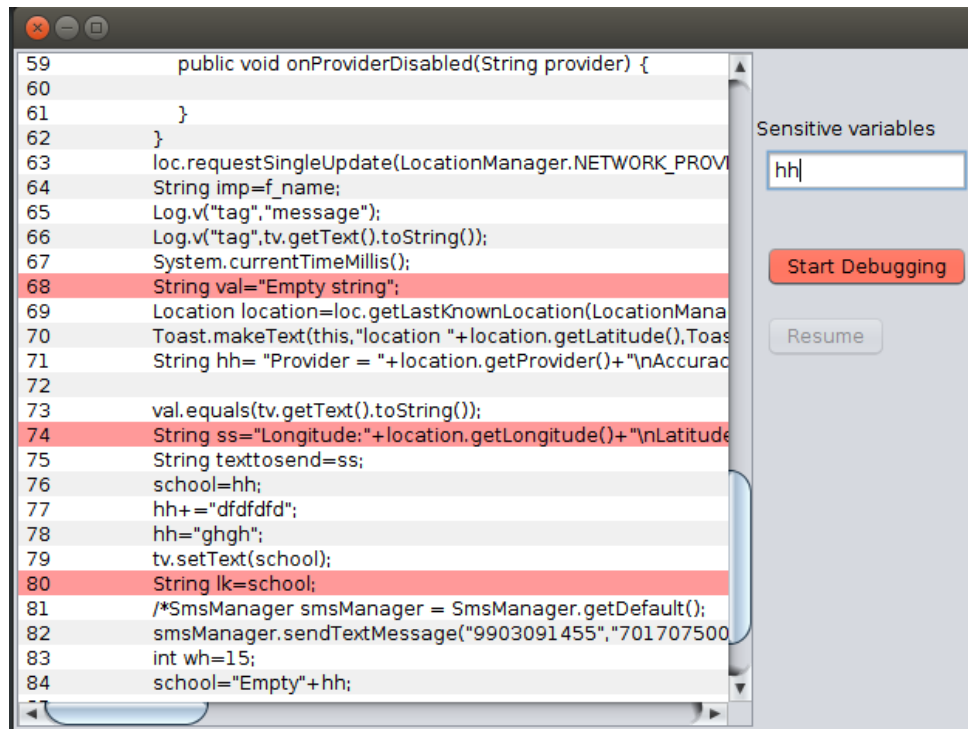 59 public void onProviderDisabled(String provider) {
60
61 }
62 }
63 loc.requestSingleUpdate(LocationManager.NETWORK_PROVI
64 String imp=f_name;
65 Log.v("tag","message");
66 Log.v("tag",tv.getText().toString());
67 System.currentTimeMillis();
68 String val="Empty string";
69 Location location=loc.getLastKnownLocation(LocationMana
70 Toast.makeText(this,"location "+location.getLatitude(),Toas
71 String hh= "Provider = "+location.getProvider()+"\nAccurac
72
73 val.equals(tv.getText().toString());
74 String ss="Longitude:"+location.getLongitude()+"\nLatitude
75 String texttosend=ss;
76 school=hh;
77 hh+="dfdfdfd";
78 hh="ghgh";
79 tv.setText(school);
80 String lk=school;
81 /*SmsManager smsManager = SmsManager.getDefault();
82 smsManager.sendTextMessage("9903091455","701707500
83 int wh=15;
84 school="Empty"+hh;
Sensitive variables
hh
Start Debugging
Resume